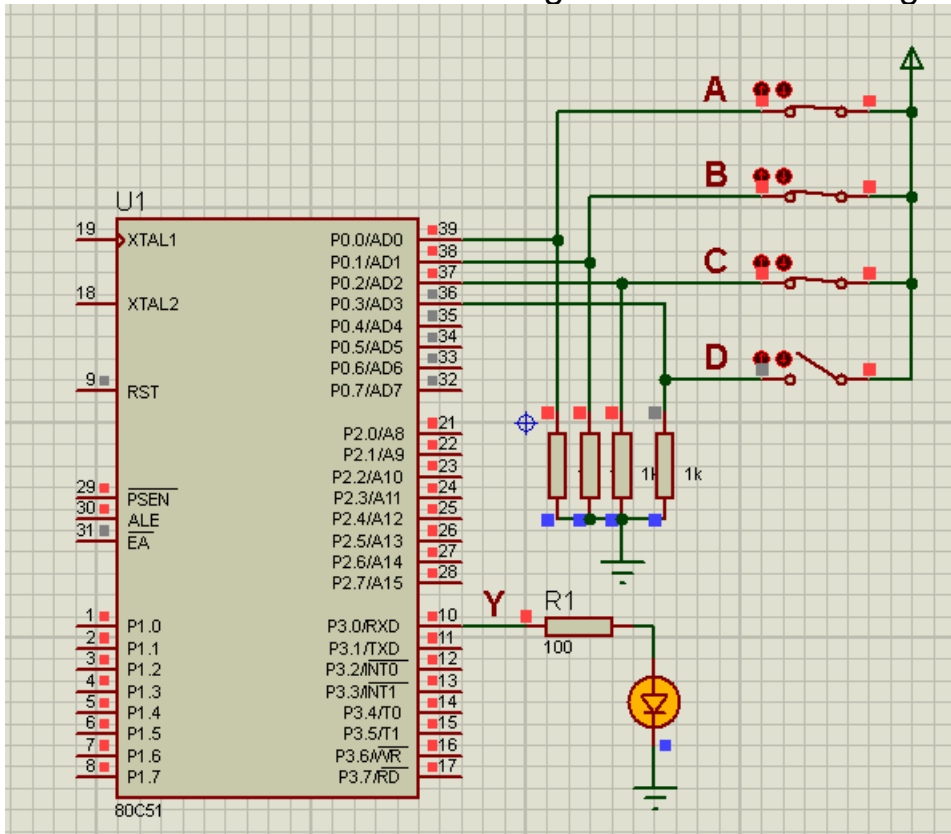 A
B
C
D
U1
19
XTAL1
18
XTAL2
9
RST
29
PSEN
30
ALE
31
EA
1
P1.0
2
P1.1
3
P1.2
4
P1.3
5
P1.4
6
P1.5
7
P1.6
8
P1.7
P0.0/AD0
39
P0.1/AD1
38
P0.2/AD2
37
P0.3/AD3
36
P0.4/AD4
35
P0.5/AD5
34
P0.6/AD6
33
P0.7/AD7
32
P2.0/A8
21
P2.1/A9
22
P2.2/A10
23
P2.3/A11
24
P2.4/A12
25
P2.5/A13
26
P2.6/A14
27
P2.7/A15
28
P3.0/RXD
10
P3.1/TXD
11
P3.2/INT0
12
P3.3/INT1
13
P3.4/T0
14
P3.5/T1
15
P3.6/WR
16
P3.7/RD
17
80C51
1k
Y
R1
100